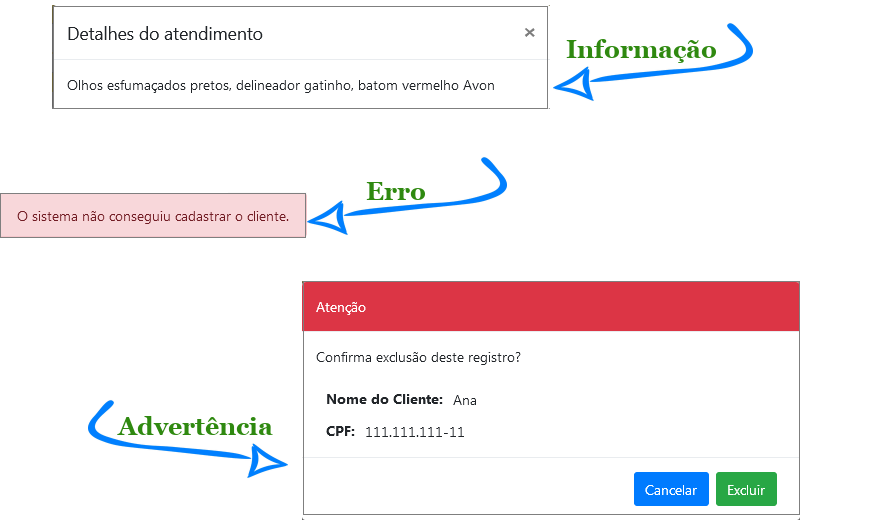 Detalhes do atendimento ×
Informação
Olhos esfumaçados pretos, delineador gatinho, batom vermelho Avon
Erro
O sistema não conseguiu cadastrar o cliente.
Atenção
Confirma exclusão deste registro?
Nome do Cliente: Ana
Advertência
CPF: 111.111.111-11
Cancelar Excluir